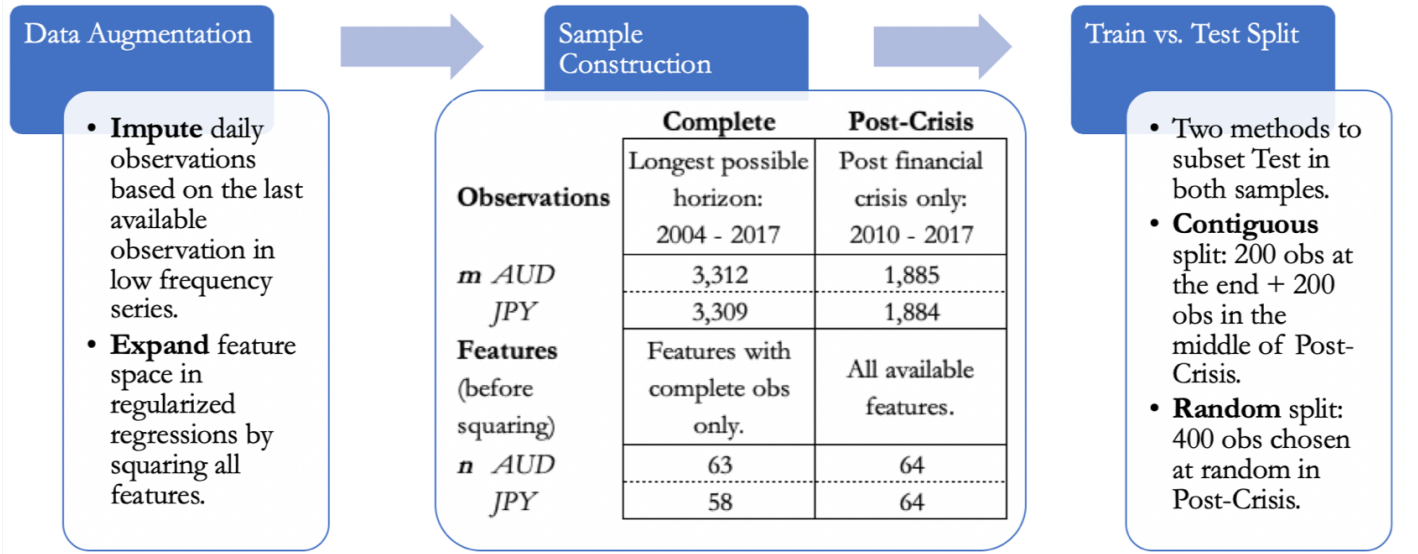 Data Augmentation
• Impute daily
observations
based on the last
available
observation in
low frequency
series.
• Expand feature
space in
regularized
regressions by
squaring all
features.
Sample
Construction
Complete Post-Crisis
Observations
Longest possible
horizon:
2004 - 2017
Post financial
crisis only:
2010 - 2017
m AUD 3,312 1,885
JPY 3,309 1,884
Features
(before
squaring)
Features with
complete obs
only.
All available
features.
n AUD 63 64
JPY 58 64
Train vs. Test Split
• Two methods to
subset Test in
both samples.
• Contiguous
split: 200 obs at
the end + 200
obs in the
middle of Post-
Crisis.
• Random split:
400 obs chosen
at random in
Post-Crisis.